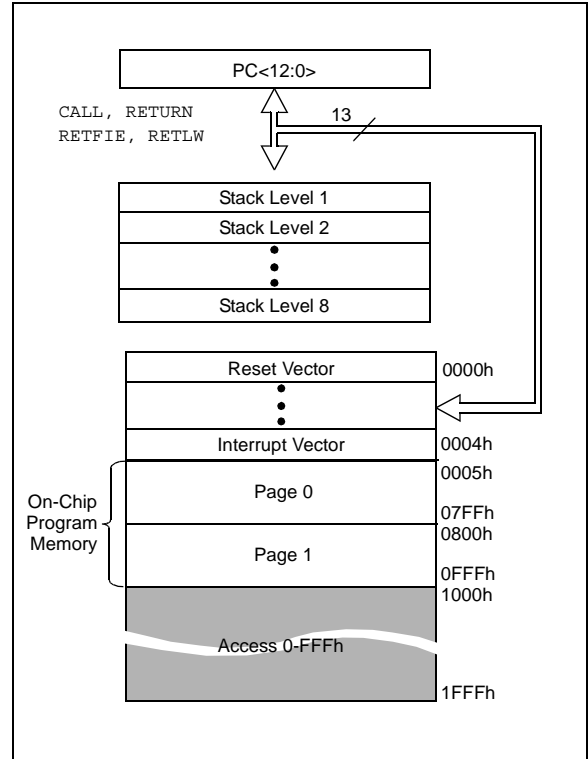 PC<12:0>
CALL, RETURN
RETFIE, RETLW
13
Stack Level 1
Stack Level 2
Stack Level 8
Reset Vector
0000h
Interrupt Vector
0004h
0005h
On-Chip
Program
Memory
Page 0
07FFh
0800h
Page 1
0FFFh
1000h
Access 0-FFFh
1FFFh